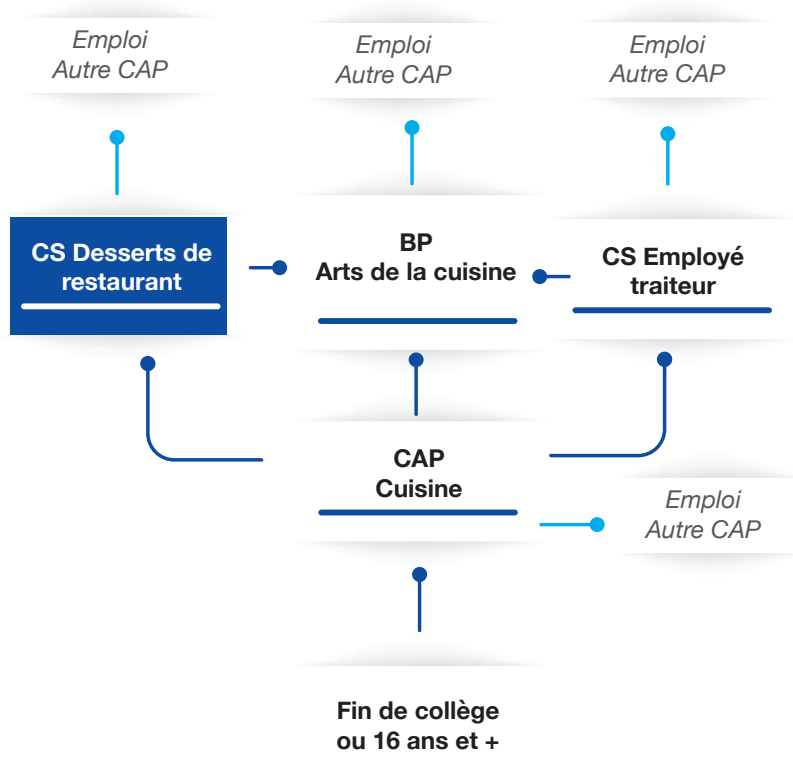 Emploi
Autre CAP
Emploi
Autre CAP
Emploi
Autre CAP
CS Desserts de
restaurant
BP
Arts de la cuisine
CS Employé
traiteur
CAP
Cuisine
Emploi
Autre CAP
Fin de collège
ou 16 ans et +